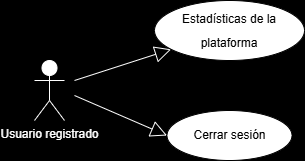 Estadísticas de la
plataforma
Usuario registrado
Cerrar sesión